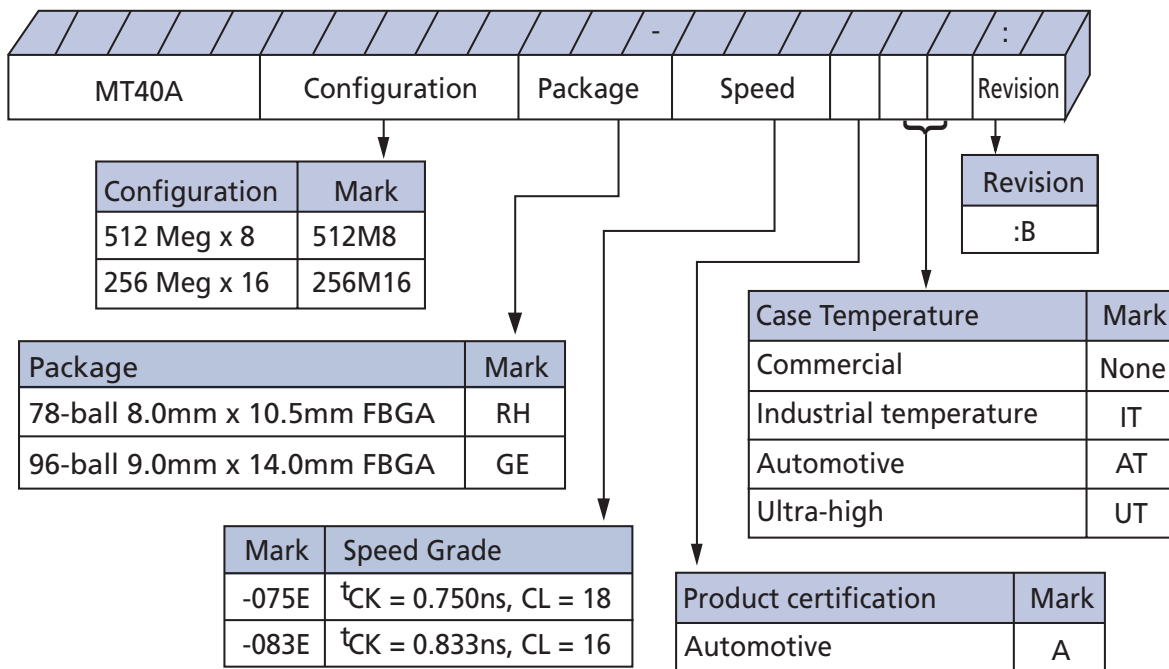 - :
MT40A Configuration Package Speed Revision
Configuration Mark
512 Meg x 8 512M8
256 Meg x 16 256M16
Revision
:B
Package Mark
78-ball 8.0mm x 10.5mm FBGA RH
96-ball 9.0mm x 14.0mm FBGA GE
Case Temperature Mark
Commercial None
Industrial temperature IT
Automotive AT
Ultra-high UT
Mark Speed Grade
-075E tCK = 0.750ns, CL = 18
-083E tCK = 0.833ns, CL = 16
Product certification Mark
Automotive A